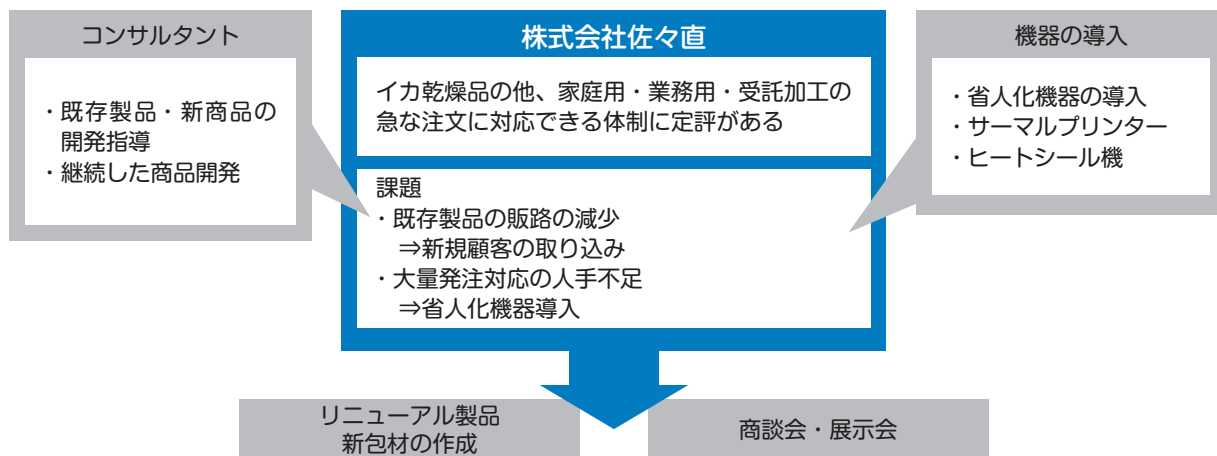 コンサルタント
・既存製品・新商品の
開発指導
・継続した商品開発
株式会社佐々直
イカ乾燥品の他、家庭用・業務用・受託加工の
急な注文に対応できる体制に定評がある
課題
・既存製品の販路の減少
⇒新規顧客の取り込み
・大量発注対応の人手不足
⇒省人化機器導入
機器の導入
・省人化機器の導入
・サーマルプリンター
・ヒートシール機
リニューアル製品
新包材の作成
商談会・展示会